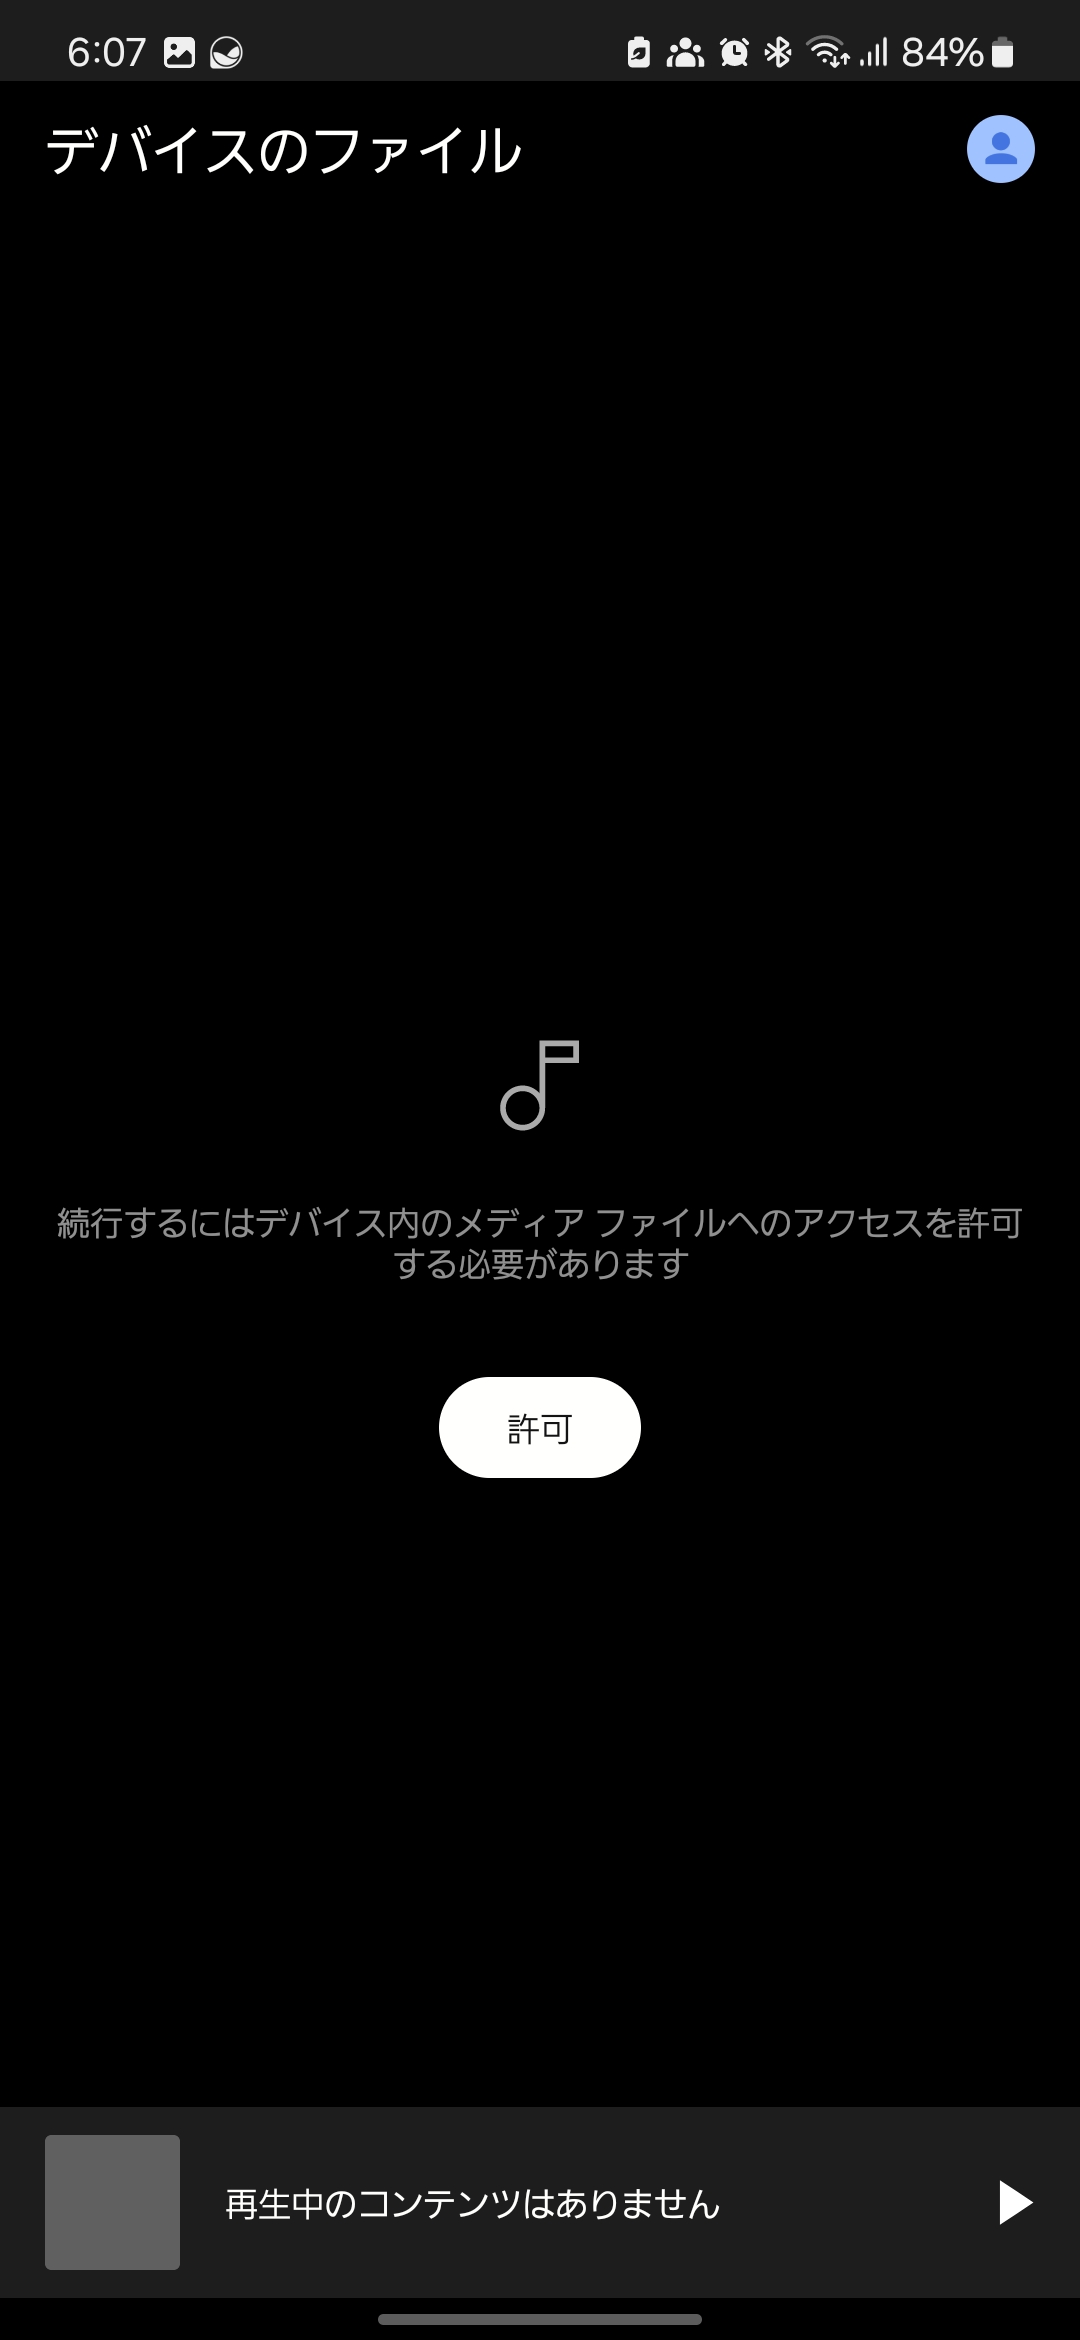 6:07 84%
デバイスのファイル
続行するにはデバイス内のメディア ファイルへのアクセスを許可
する必要があります
許可
再生中のコンテンツはありません